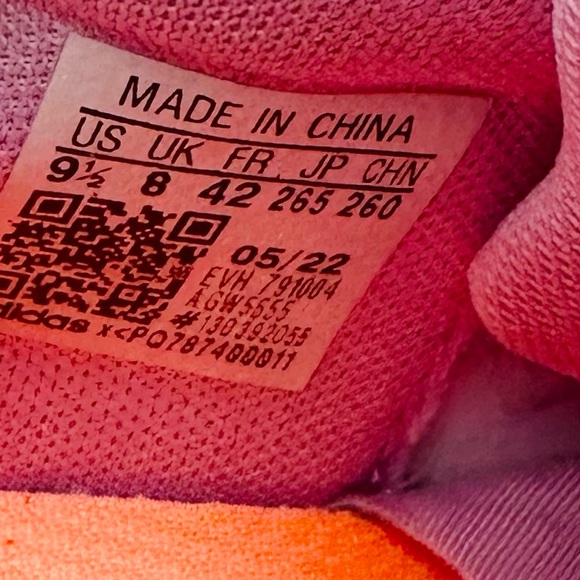 MADE IN CHINA
US UK FR JP CHN
9½ 8 42 265 260
05/22
EVH 791004
AGW5655
#130392055
adidas x<PO787400011